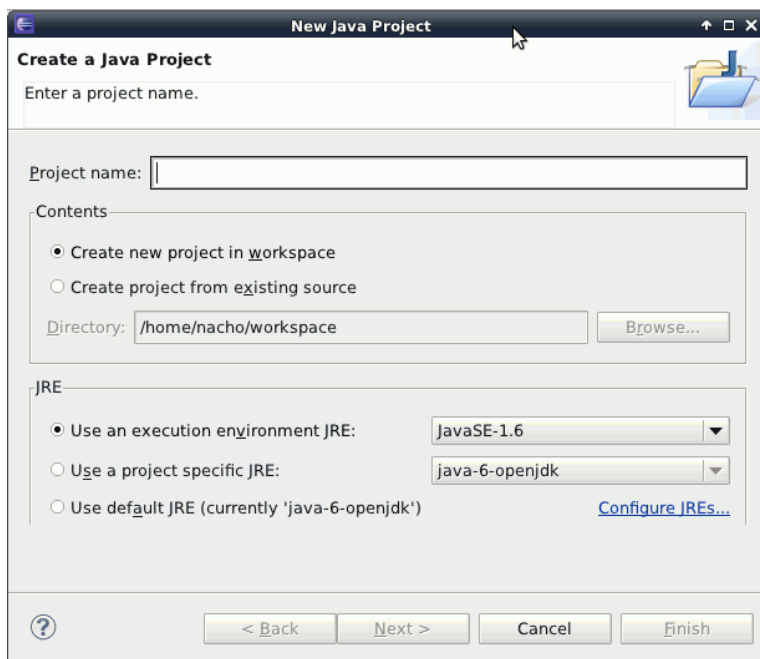 New Java Project
Create a Java Project
Enter a project name.
Project name:
Contents
Create new project in workspace
Create project from existing source
Directory: /home/nacho/workspace Browse...
JRE
Use an execution environment JRE: JavaSE-1.6
Use a project specific JRE: java-6-openjdk
Use default JRE (currently 'java-6-openjdk') Configure JREs...
? < Back Next > Cancel Finish